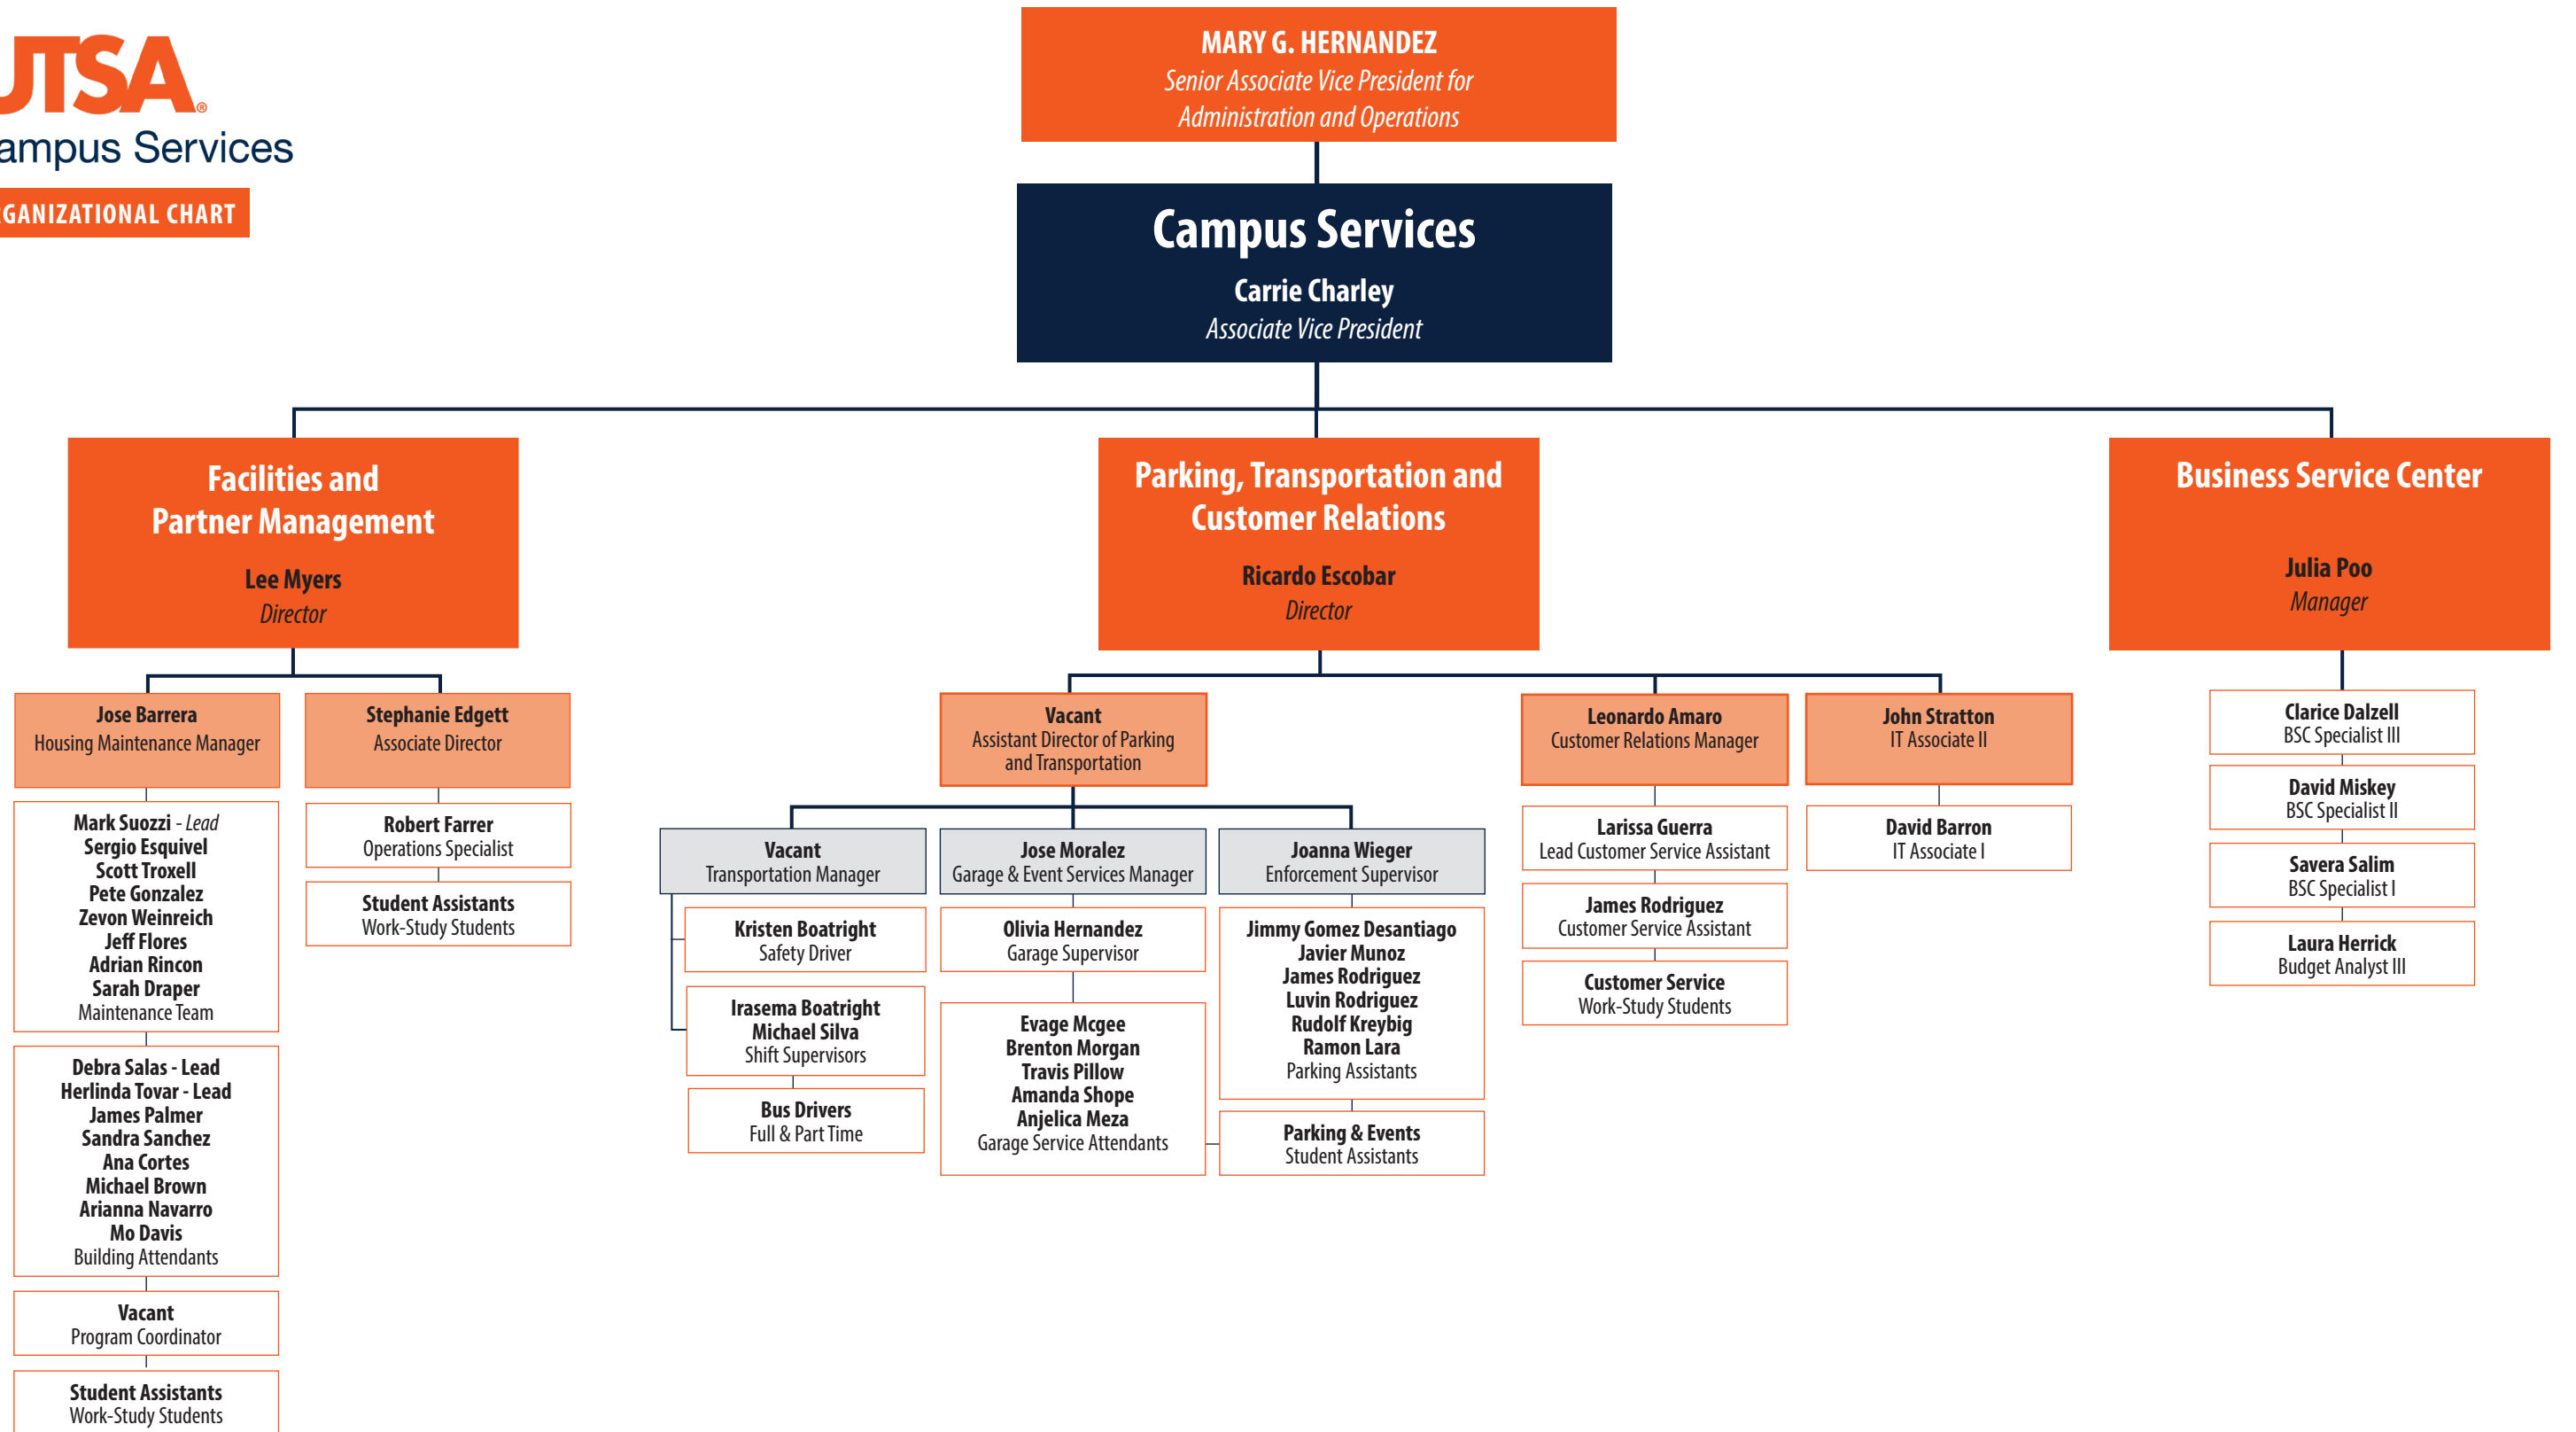 UTSA®
ampus Services
RGANIZATIONAL CHART
MARY G. HERNANDEZ
Senior Associate Vice President for
Administration and Operations
Campus Services
Carrie Charley
Associate Vice President
Facilities and
Partner Management
Lee Myers
Director
Parking, Transportation and
Customer Relations
Ricardo Escobar
Director
Business Service Center
Julia Poo
Manager
Jose Barrera
Housing Maintenance Manager
Mark Suozzi - Lead
Sergio Esquivel
Scott Troxell
Pete Gonzalez
Zevon Weinreich
Jeff Flores
Adrian Rincon
Sarah Draper
Maintenance Team
Debra Salas - Lead
Herlinda Tovar - Lead
James Palmer
Sandra Sanchez
Ana Cortes
Michael Brown
Arianna Navarro
Mo Davis
Building Attendants
Vacant
Program Coordinator
Student Assistants
Work-Study Students
Stephanie Edgett
Associate Director
Robert Farrer
Operations Specialist
Student Assistants
Work-Study Students
Vacant
Assistant Director of Parking
and Transportation
Vacant
Transportation Manager
Kristen Boatright
Safety Driver
Irasema Boatright
Michael Silva
Shift Supervisors
Bus Drivers
Full & Part Time
Jose Moralez
Garage & Event Services Manager
Olivia Hernandez
Garage Supervisor
Evage Mcgee
Brenton Morgan
Travis Pillow
Amanda Shope
Anjelica Meza
Garage Service Attendants
Joanna Wieger
Enforcement Supervisor
Jimmy Gomez Desantiago
Javier Munoz
James Rodriguez
Luvin Rodriguez
Rudolf Kreybig
Ramon Lara
Parking Assistants
Parking & Events
Student Assistants
Leonardo Amaro
Customer Relations Manager
Larissa Guerra
Lead Customer Service Assistant
James Rodriguez
Customer Service Assistant
Customer Service
Work-Study Students
John Stratton
IT Associate II
David Barron
IT Associate I
Clarice Dalzell
BSC Specialist III
David Miskey
BSC Specialist II
Savera Salim
BSC Specialist I
Laura Herrick
Budget Analyst III